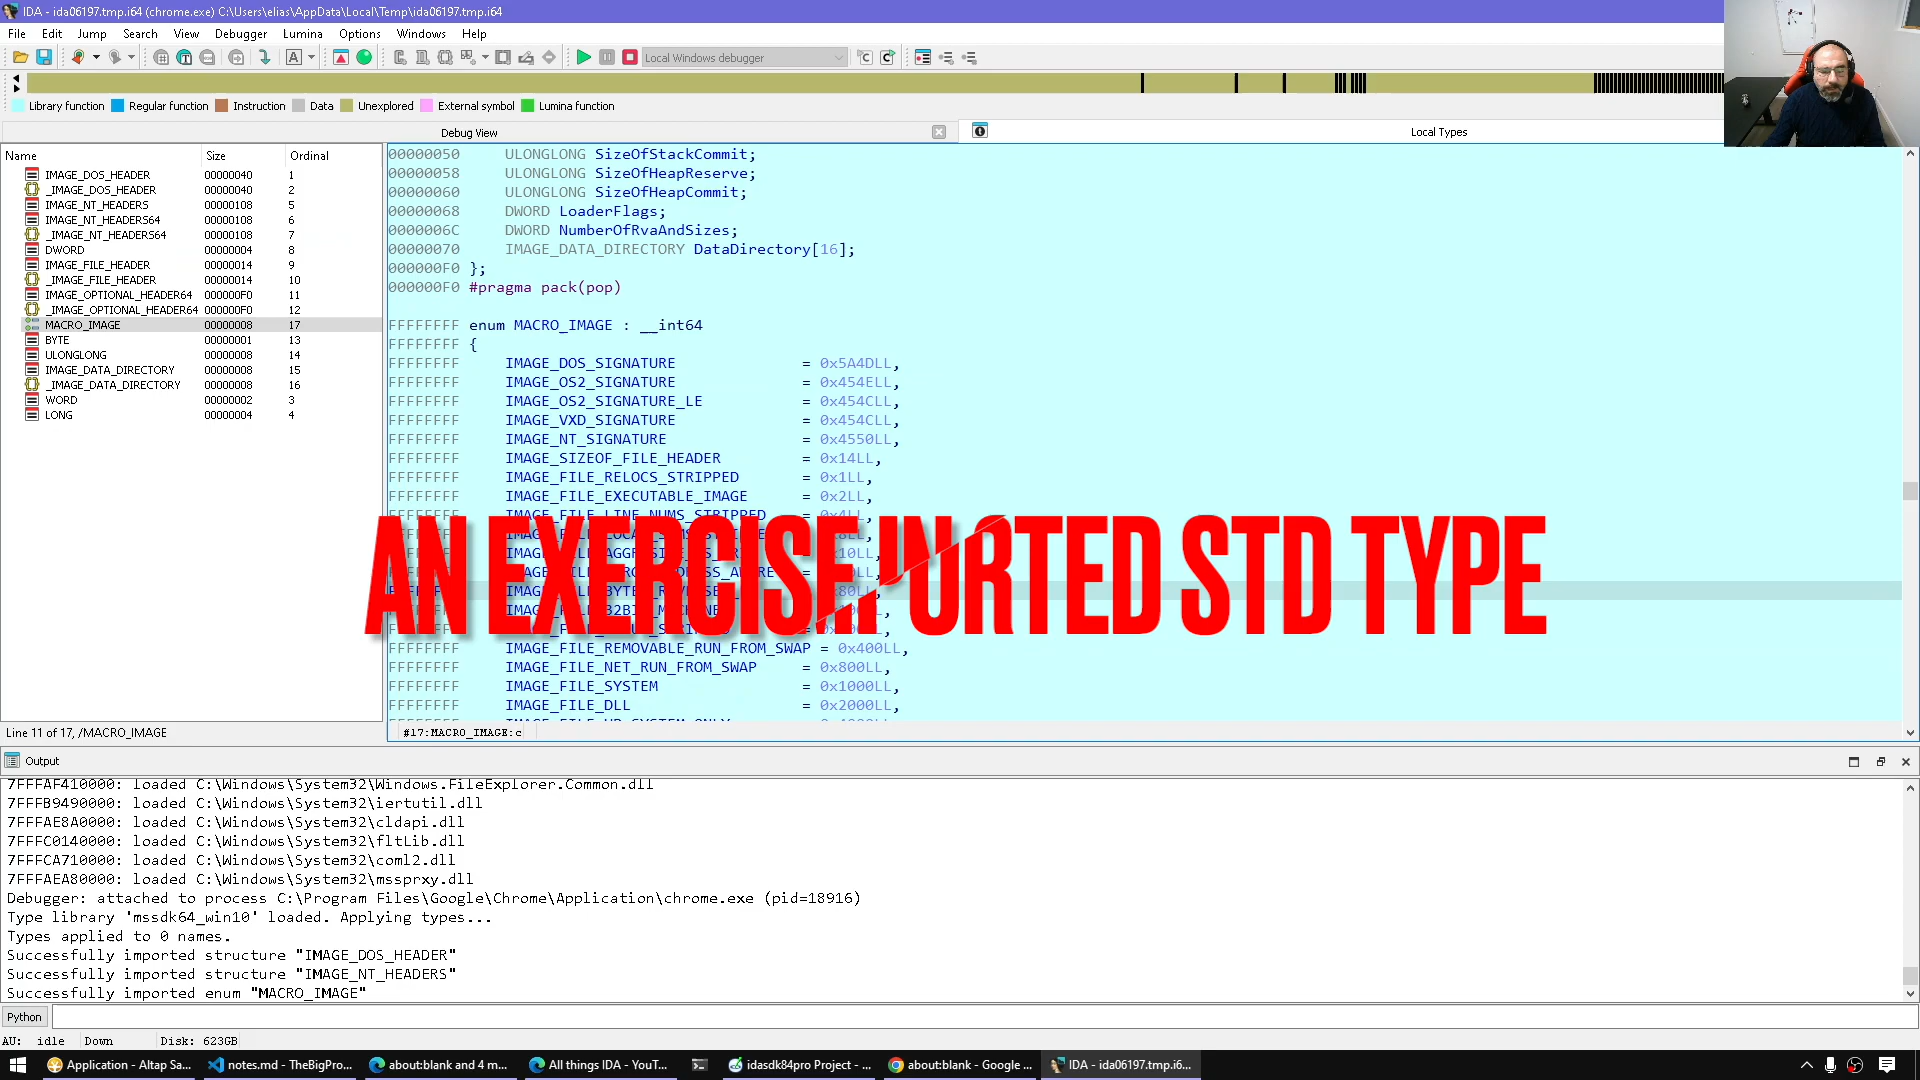 IDA - ida06197.tmp.i64 (chrome.exe) C:\Users\elias\AppData\Local\Temp\ida06197.tmp.i64
File Edit Jump Search View Debugger Lumina Options Windows Help
Local Windows debugger
Library function Regular function Instruction Data Unexplored External symbol Lumina function
Debug View
Local Types
Name Size Ordinal
IMAGE_DOS_HEADER 00000040 1
_IMAGE_DOS_HEADER 00000040 2
IMAGE_NT_HEADERS 00000108 5
IMAGE_NT_HEADERS64 00000108 6
_IMAGE_NT_HEADERS64 00000108 7
DWORD 00000004 8
IMAGE_FILE_HEADER 00000014 9
_IMAGE_FILE_HEADER 00000014 10
IMAGE_OPTIONAL_HEADER64 000000F0 11
_IMAGE_OPTIONAL_HEADER64 000000F0 12
MACRO_IMAGE 00000008 17
BYTE 00000001 13
ULONGLONG 00000008 14
IMAGE_DATA_DIRECTORY 00000008 15
_IMAGE_DATA_DIRECTORY 00000008 16
WORD 00000002 3
LONG 00000004 4
Line 11 of 17, /MACRO_IMAGE
00000050 ULONGLONG SizeOfStackCommit;
00000058 ULONGLONG SizeOfHeapReserve;
00000060 ULONGLONG SizeOfHeapCommit;
00000068 DWORD LoaderFlags;
0000006C DWORD NumberOfRvaAndSizes;
00000070 IMAGE_DATA_DIRECTORY DataDirectory[16];
000000F0 };
000000F0 #pragma pack(pop)
FFFFFFFF enum MACRO_IMAGE : __int64
FFFFFFFF {
FFFFFFFF IMAGE_DOS_SIGNATURE = 0x5A4DLL,
FFFFFFFF IMAGE_OS2_SIGNATURE = 0x454ELL,
FFFFFFFF IMAGE_OS2_SIGNATURE_LE = 0x454CLL,
FFFFFFFF IMAGE_VXD_SIGNATURE = 0x454CLL,
FFFFFFFF IMAGE_NT_SIGNATURE = 0x4550LL,
FFFFFFFF IMAGE_SIZEOF_FILE_HEADER = 0x14LL,
FFFFFFFF IMAGE_FILE_RELOCS_STRIPPED = 0x1LL,
FFFFFFFF IMAGE_FILE_EXECUTABLE_IMAGE = 0x2LL,
FFFFFFFF IMAGE_FILE_LINE_NUMS_STRIPPED = 0x4LL,
AN EXERCISE STD TYPE
FFFFFFFF IMAGE_FILE_REMOVABLE_RUN_FROM_SWAP = 0x400LL,
FFFFFFFF IMAGE_FILE_NET_RUN_FROM_SWAP = 0x800LL,
FFFFFFFF IMAGE_FILE_SYSTEM = 0x1000LL,
FFFFFFFF IMAGE_FILE_DLL = 0x2000LL,
#17:MACRO_IMAGE:c
Output
7FFFAF410000: loaded C:\Windows\System32\Windows.FileExplorer.Common.dll
7FFFB9490000: loaded C:\Windows\System32\iertutil.dll
7FFFAE8A0000: loaded C:\Windows\System32\cldapi.dll
7FFFC0140000: loaded C:\Windows\System32\fltLib.dll
7FFFCA710000: loaded C:\Windows\System32\coml2.dll
7FFFAEA80000: loaded C:\Windows\System32\mssprxy.dll
Debugger: attached to process C:\Program Files\Google\Chrome\Application\chrome.exe (pid=18916)
Type library 'mssdk64_win10' loaded. Applying types...
Types applied to 0 names.
Successfully imported structure "IMAGE_DOS_HEADER"
Successfully imported structure "IMAGE_NT_HEADERS"
Successfully imported enum "MACRO_IMAGE"
Python
AU: idle Down Disk: 623GB
Application - Altap Sa... notes.md - TheBigPro... about:blank and 4 m... All things IDA - YouT... idasdk84pro Project - ... about:blank - Google ... IDA - ida06197.tmp.i6...